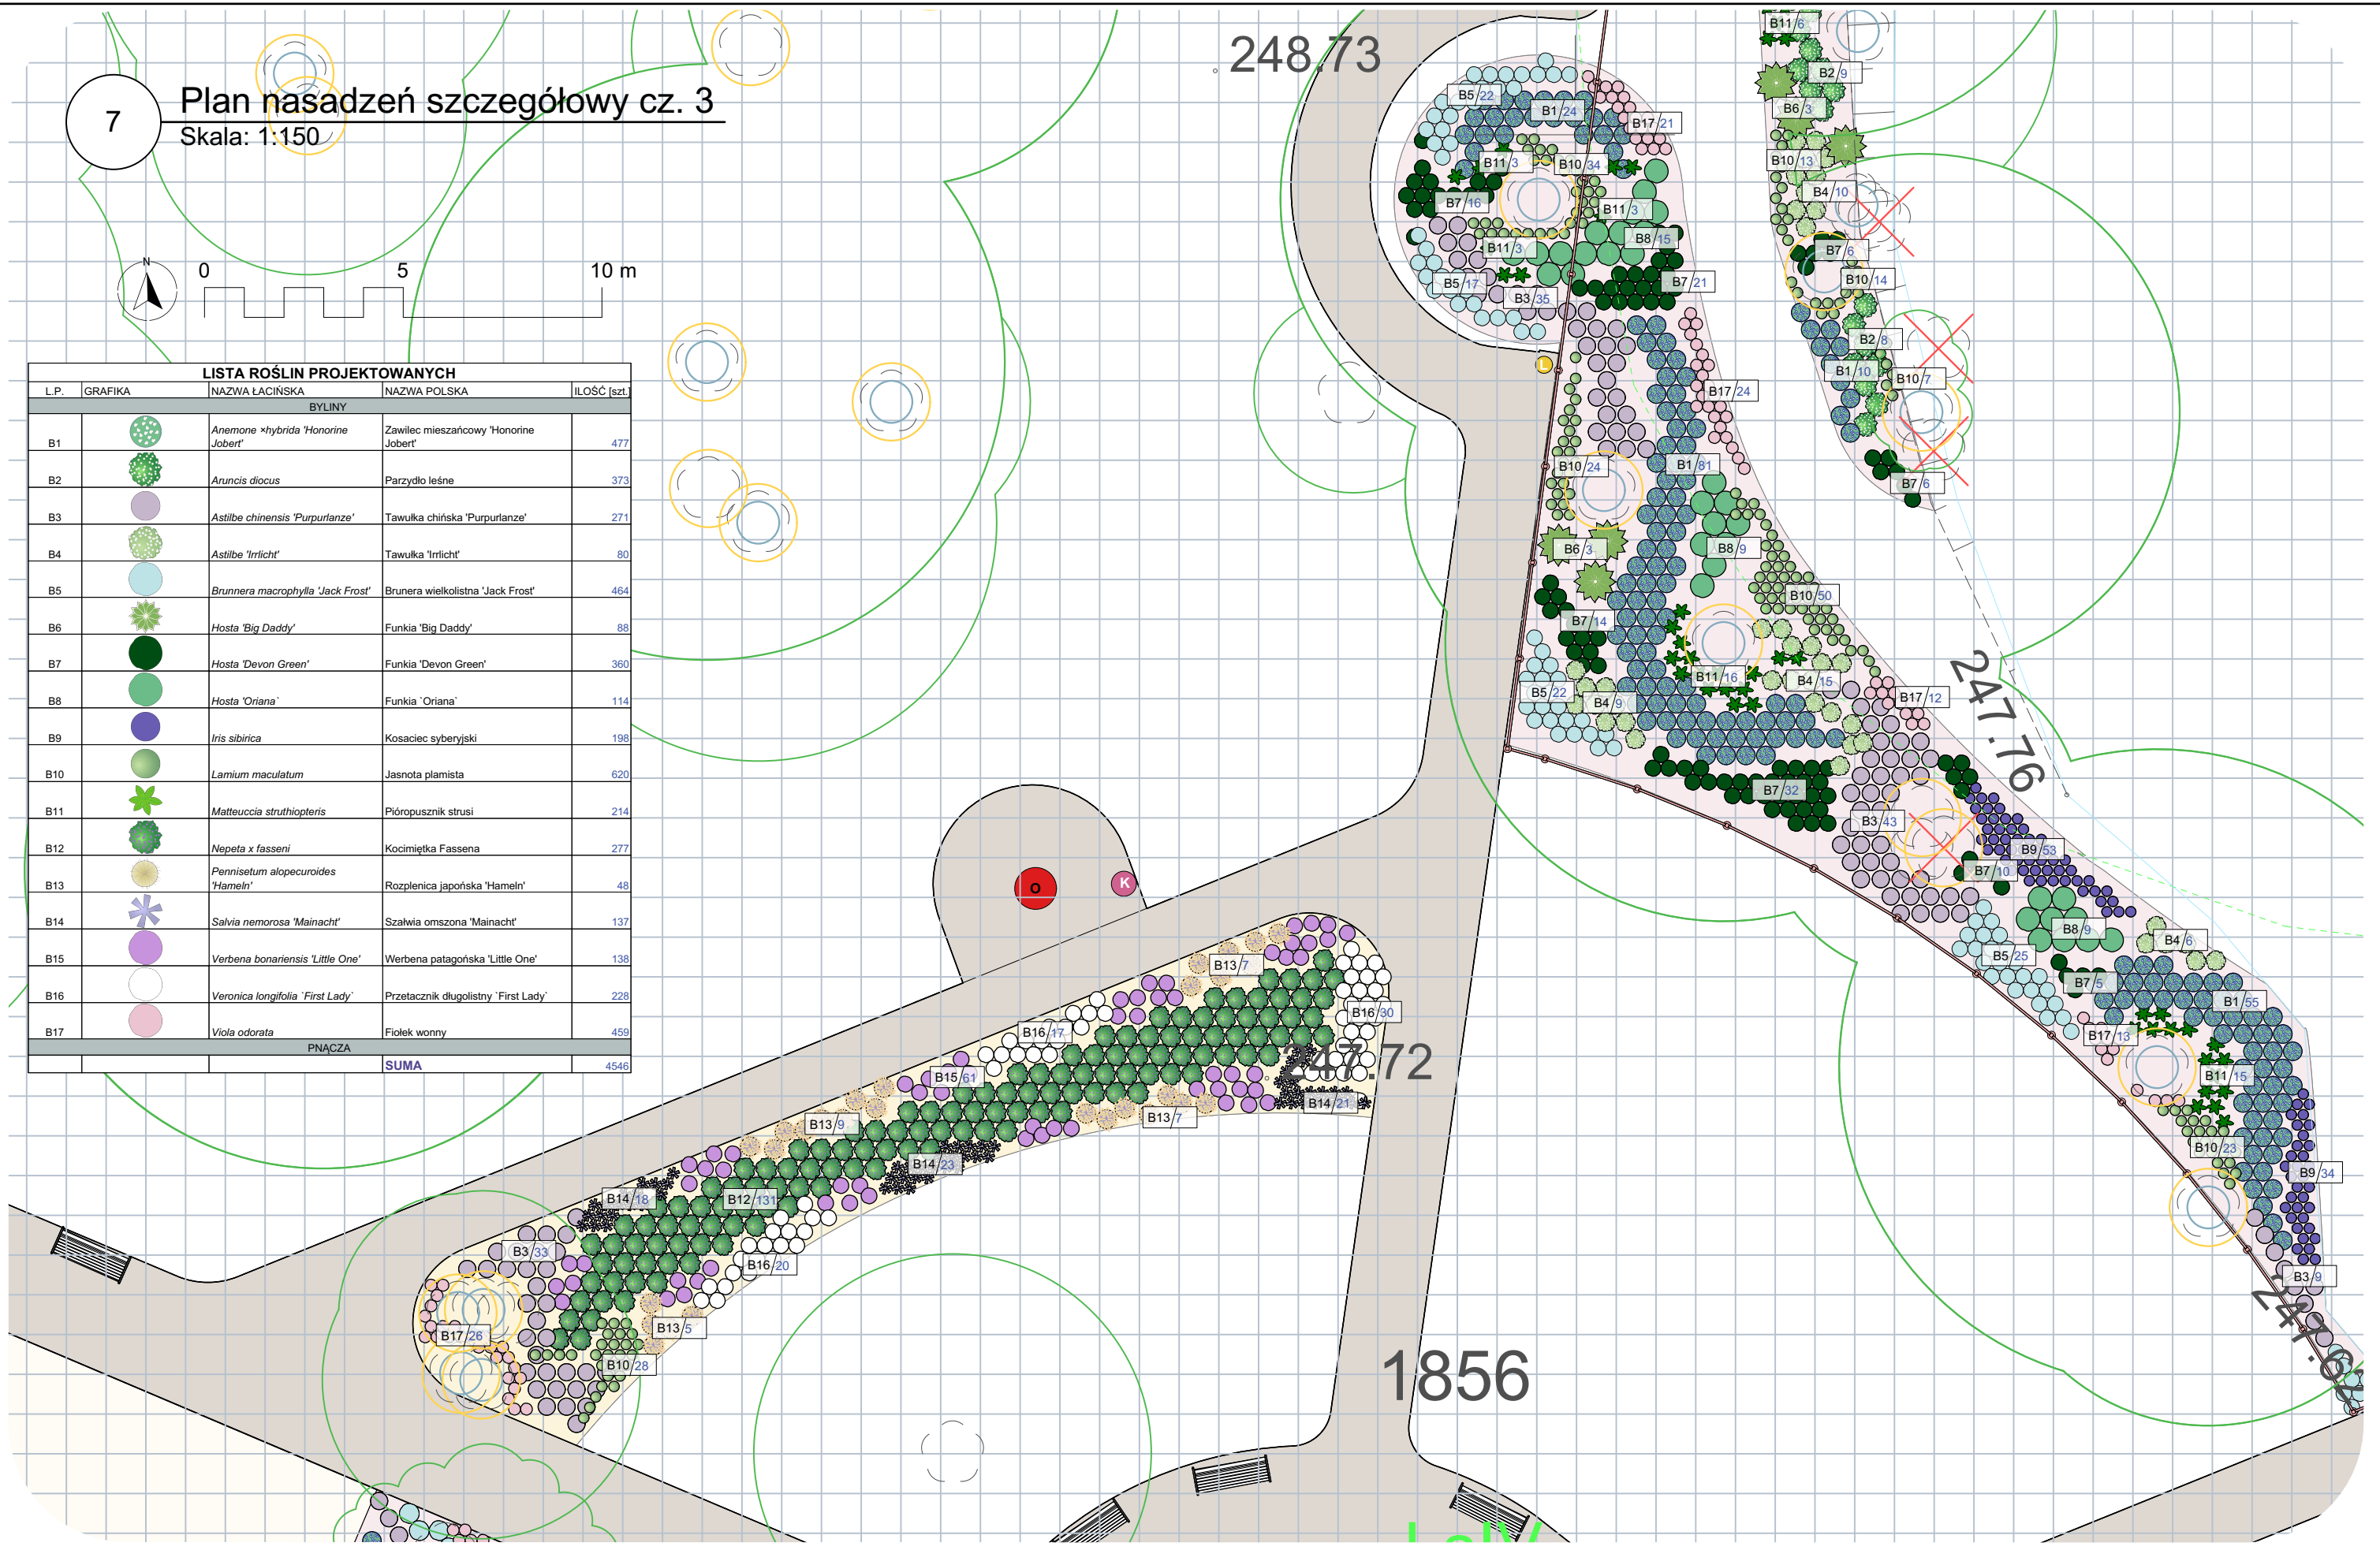 7
Plan nasadzeń szczegółowy cz. 3
Skala: 1:150
N
0 5 10 m
LISTA ROŚLIN PROJEKTOWANYCH
L.P. GRAFIKA NAZWA ŁACIŃSKA NAZWA POLSKA ILOŚĆ [szt.]
BYLINY
B1 Anemone ×hybrida 'Honorine Jobert' Zawilec mieszańcowy 'Honorine Jobert' 477
B2 Aruncis diocus Parzydło leśne 373
B3 Astilbe chinensis 'Purpurlanze' Tawułka chińska 'Purpurlanze' 271
B4 Astilbe 'Irrlicht' Tawułka 'Irrlicht' 80
B5 Brunnera macrophylla 'Jack Frost' Brunera wielkolistna 'Jack Frost' 464
B6 Hosta 'Big Daddy' Funkia 'Big Daddy' 88
B7 Hosta 'Devon Green' Funkia 'Devon Green' 360
B8 Hosta 'Oriana` Funkia `Oriana` 114
B9 Iris sibirica Kosaciec syberyjski 198
B10 Lamium maculatum Jasnota plamista 620
B11 Matteuccia struthiopteris Pióropusznik strusi 214
B12 Nepeta x fasseni Kocimiętka Fassena 277
B13 Pennisetum alopecuroides 'Hameln' Rozplenica japońska 'Hameln' 48
B14 Salvia nemorosa 'Mainacht' Szałwia omszona 'Mainacht' 137
B15 Verbena bonariensis 'Little One' Werbena patagońska 'Little One' 138
B16 Veronica longifolia `First Lady` Przetacznik długolistny `First Lady` 228
B17 Viola odorata Fiołek wonny 459
PNĄCZA
SUMA 4546
248.73
B5/22
B1/24
B17/21
B11/3
B10/34
B7/16
B11/3
B8/15
B11/3
B5/17
B3/35
B7/21
L
B17/24
B10/24
B1/81
B6/3
B8/9
B10/50
B7/14
B11/16
B4/15
B5/22
B4/9
B17/12
B7/32
B3/43
B9/53
B7/10
B8/9
B4/6
B5/25
B7/5
B1/55
B17/13
B11/15
B10/23
B9/34
B3/9
247.62
B11/6
B2/9
B6/3
B10/13
B4/10
B7/6
B10/14
B2/8
B1/10
B10/7
B7/6
247.76
O
K
B13/7
B16/30
B16/17
247.72
B15/61
B14/21
B13/9
B13/7
B14/23
B14/18
B12/131
B3/33
B16/20
B17/26
B13/5
B10/28
1856